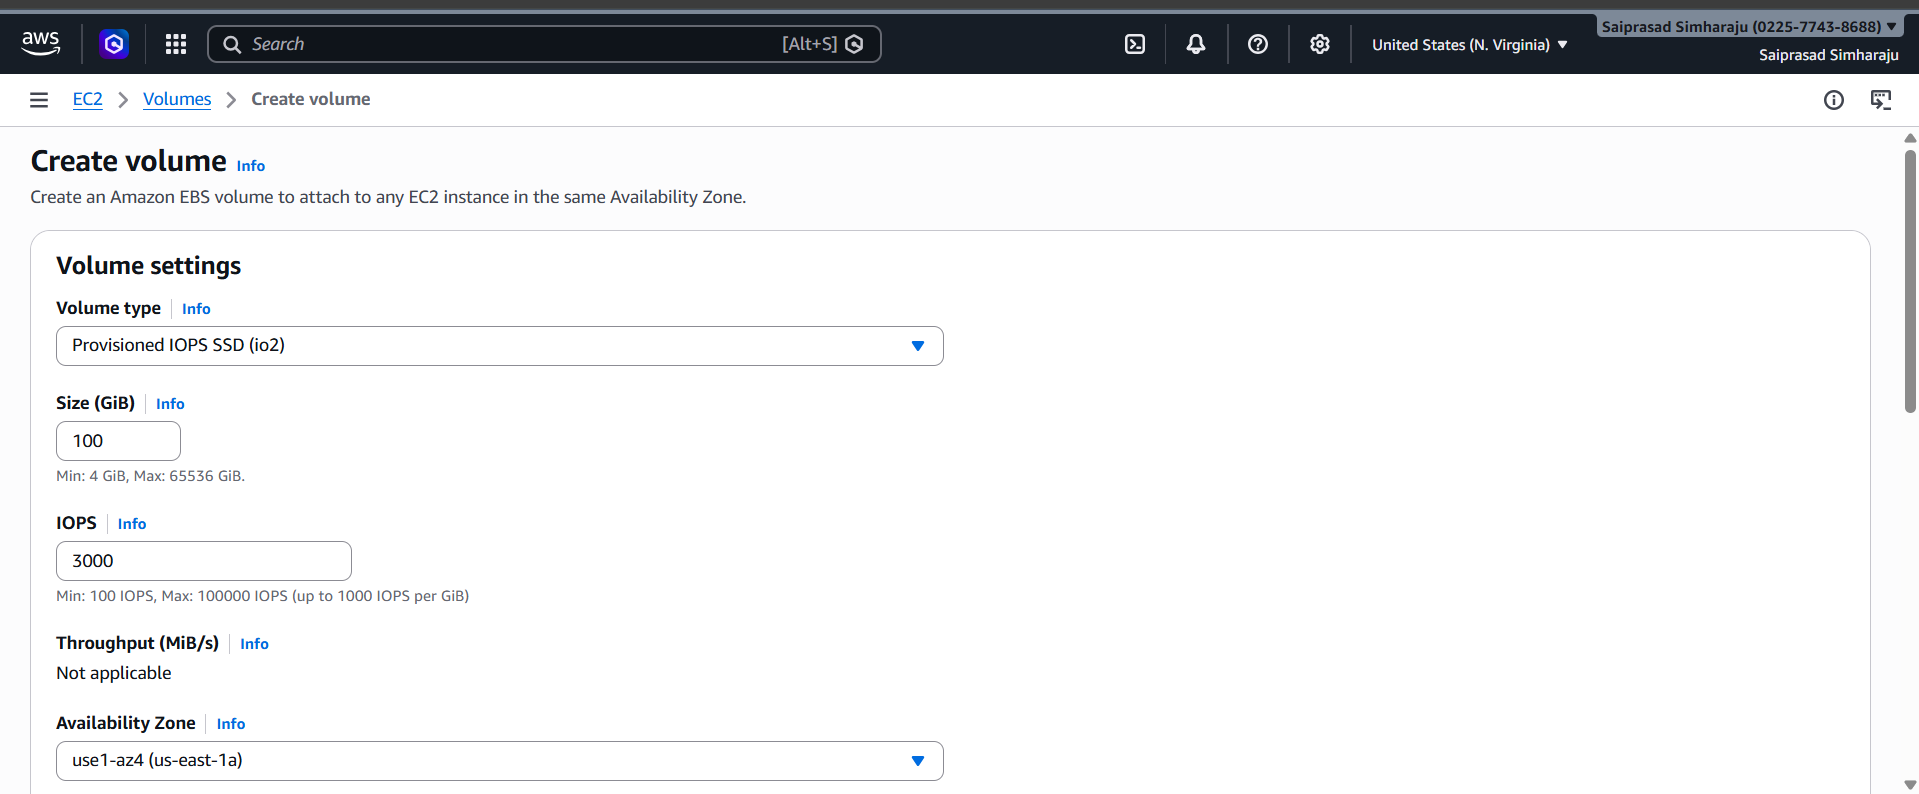 aws
Search [Alt+S]
United States (N. Virginia)
Saiprasad Simharaju (0225-7743-8688)
Saiprasad Simharaju
EC2 Volumes Create volume
Create volume Info
Create an Amazon EBS volume to attach to any EC2 instance in the same Availability Zone.
Volume settings
Volume type Info
Provisioned IOPS SSD (io2)
Size (GiB) Info
100
Min: 4 GiB, Max: 65536 GiB.
IOPS Info
3000
Min: 100 IOPS, Max: 100000 IOPS (up to 1000 IOPS per GiB)
Throughput (MiB/s) Info
Not applicable
Availability Zone Info
use1-az4 (us-east-1a)